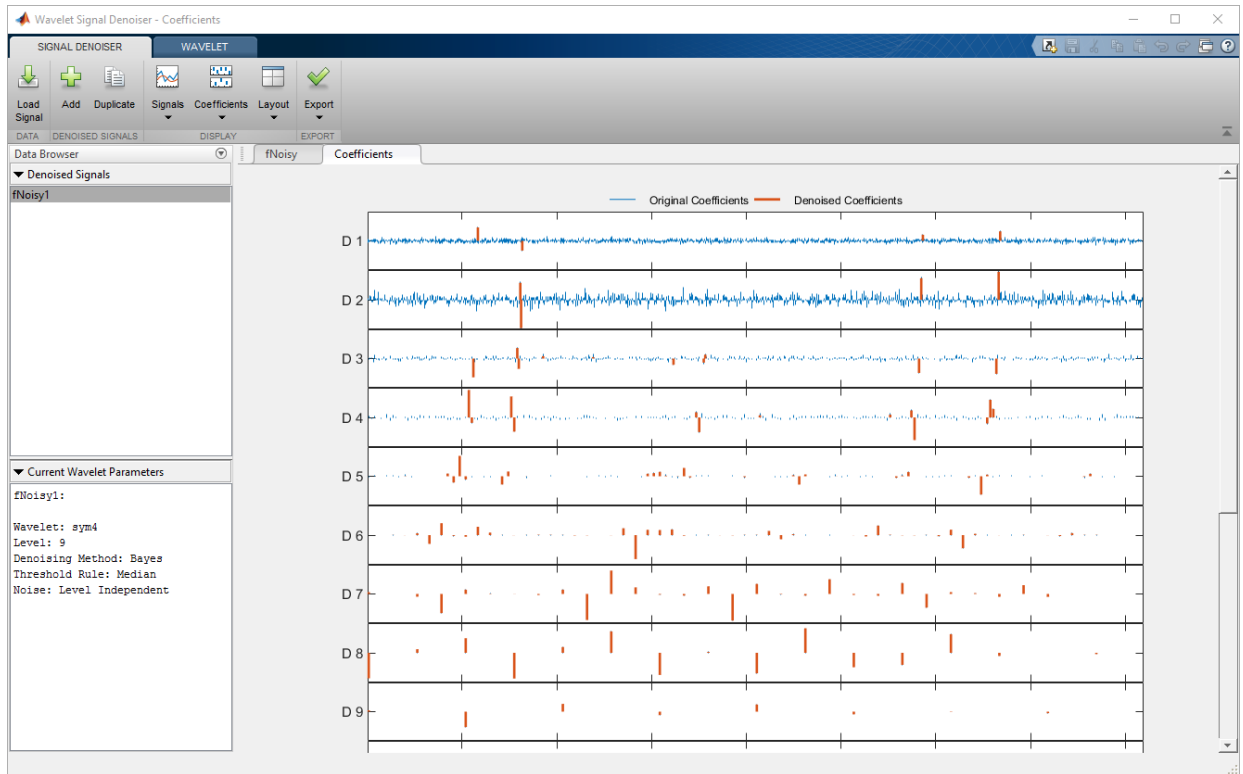 Wavelet Signal Denoiser - Coefficients
SIGNAL DENOISER
WAVELET
Load Signal
Add
Duplicate
Signals
Coefficients
Layout
Export
DATA
DENOISED SIGNALS
DISPLAY
EXPORT
Data Browser
Denoised Signals
fNoisy1
Current Wavelet Parameters
fNoisy1:
Wavelet: sym4
Level: 9
Denoising Method: Bayes
Threshold Rule: Median
Noise: Level Independent
fNoisy
Coefficients
Original Coefficients
Denoised Coefficients
D 1
D 2
D 3
D 4
D 5
D 6
D 7
D 8
D 9